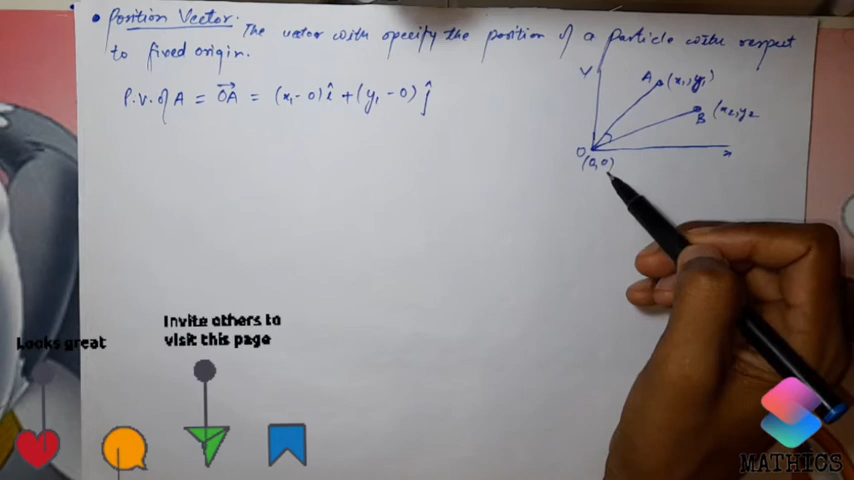 • Position Vector: The vector with specify the position of a Particle with respect
to fixed origin.
P.V. of A = OA⃗ = (x₁-0)î + (y₁-0)ĵ
Y
A (x₁, y₁)
B (x₂, y₂
O
(0,0)
x
Looks great
Invite others to
visit this page
MATHICS